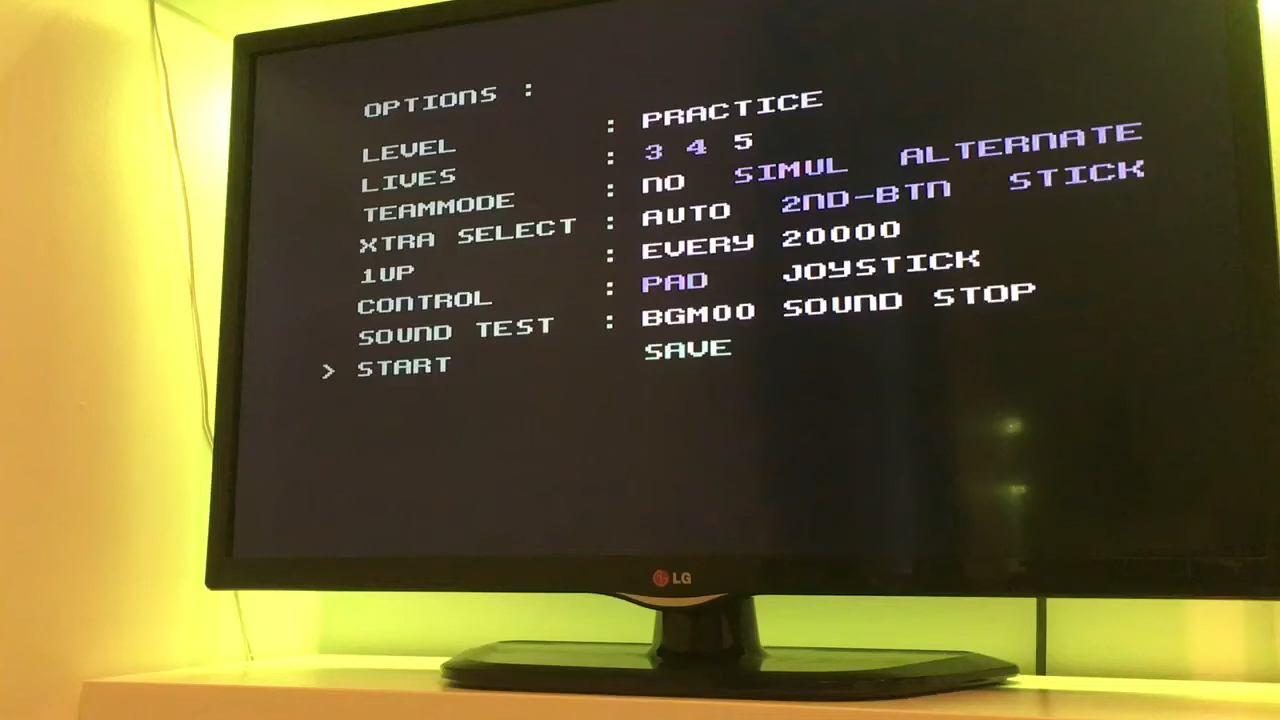 OPTIONS :
LEVEL : PRACTICE
LIVES : 3 4 5
TEAMMODE : NO SIMUL ALTERNATE
XTRA SELECT : AUTO 2ND-BTN STICK
1UP : EVERY 20000
CONTROL : PAD JOYSTICK
SOUND TEST : BGM00 SOUND STOP
> START SAVE
LG